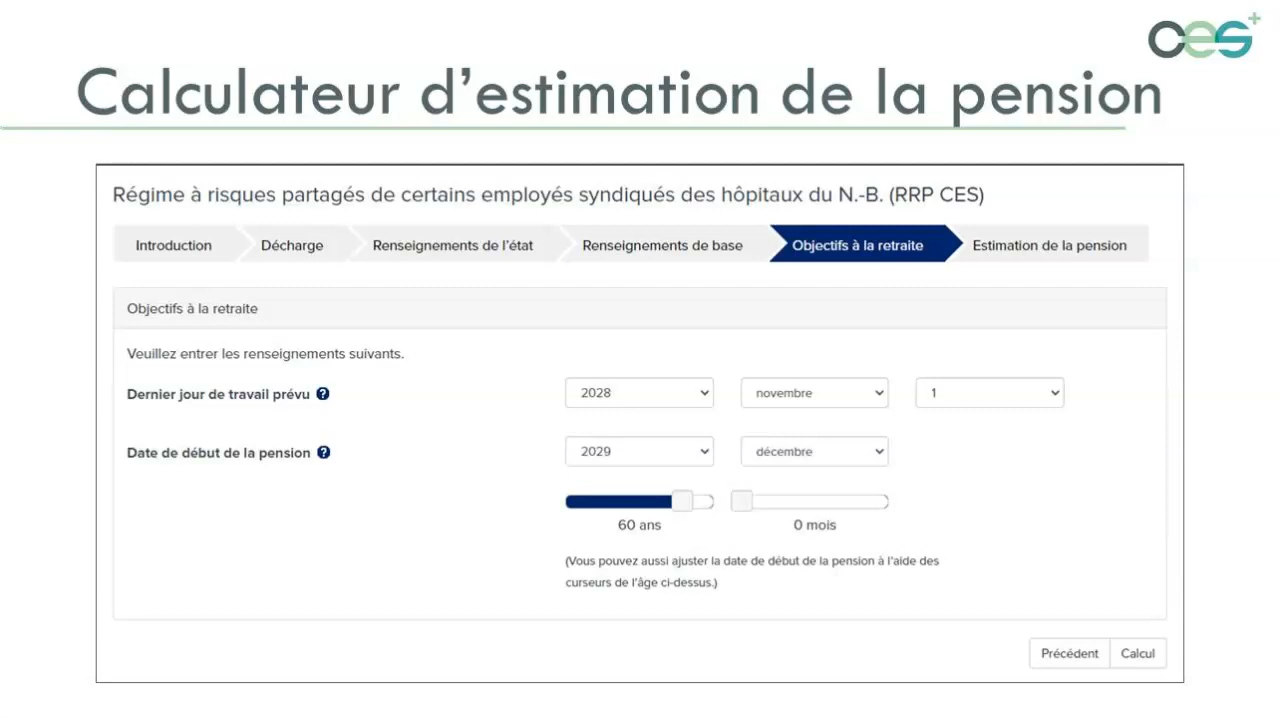 CES+
Calculateur d’estimation de la pension
Régime à risques partagés de certains employés syndiqués des hôpitaux du N.-B. (RRP CES)
Introduction Décharge Renseignements de l’état Renseignements de base Objectifs à la retraite Estimation de la pension
Objectifs à la retraite
Veuillez entrer les renseignements suivants.
Dernier jour de travail prévu ? 2028 novembre 1
Date de début de la pension ? 2029 décembre
60 ans 0 mois
(Vous pouvez aussi ajuster la date de début de la pension à l’aide des
curseurs de l’âge ci-dessus.)
Précédent Calcul